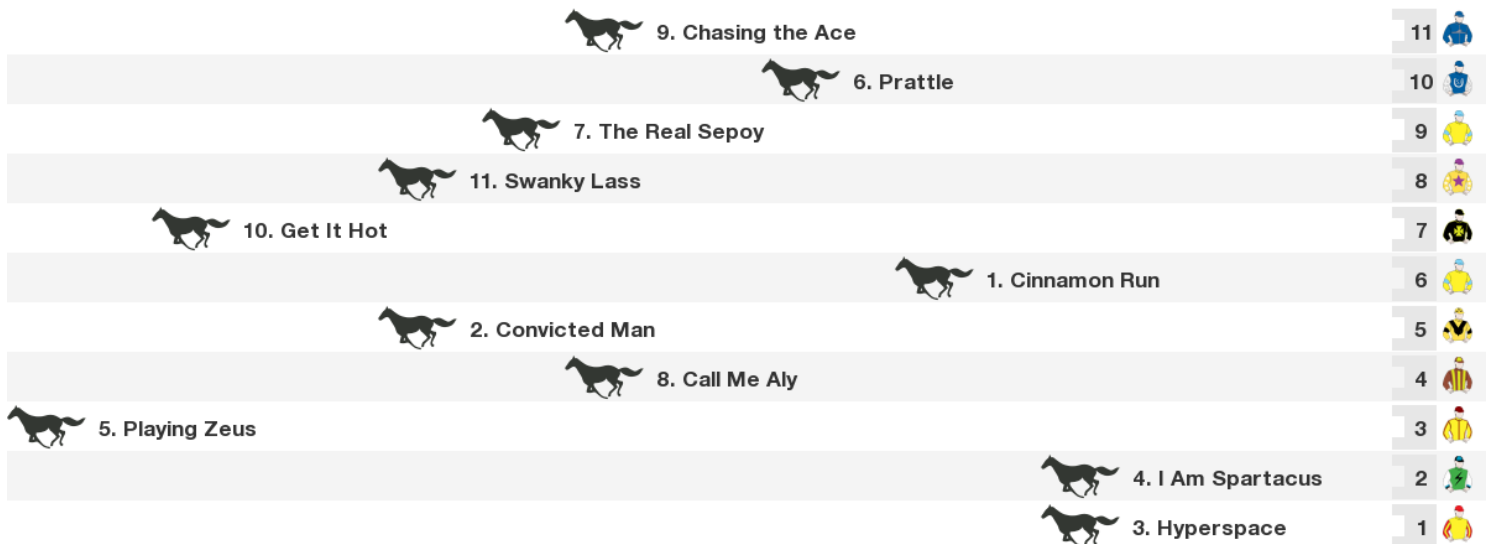 9. Chasing the Ace 11
6. Prattle 10
7. The Real Sepoy 9
11. Swanky Lass 8
10. Get It Hot 7
1. Cinnamon Run 6
2. Convicted Man 5
8. Call Me Aly 4
5. Playing Zeus 3
4. I Am Spartacus 2
3. Hyperspace 1